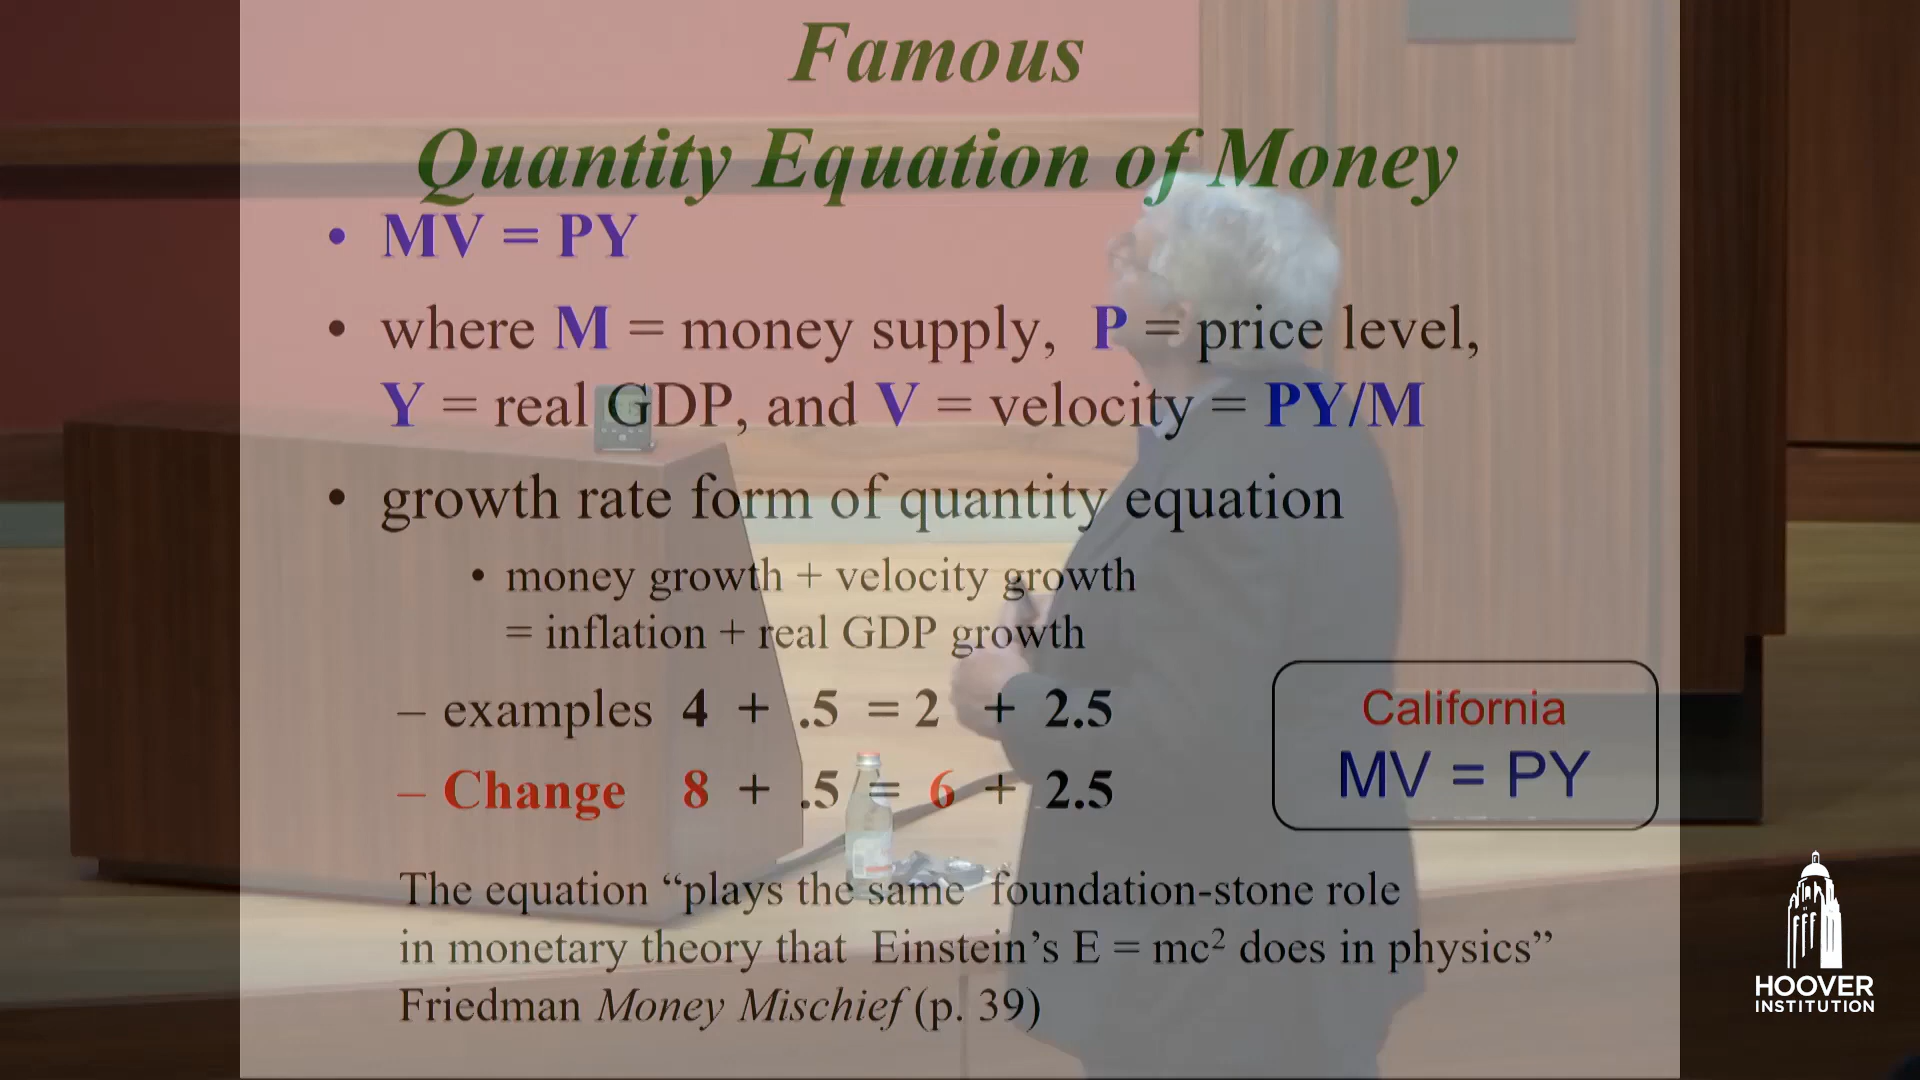 Famous
Quantity Equation of Money
• MV = PY
• where M = money supply, P = price level,
Y = real GDP, and V = velocity = PY/M
• growth rate form of quantity equation
• money growth + velocity growth
= inflation + real GDP growth
– examples 4 + .5 = 2 + 2.5
– Change 8 + .5 = 6 + 2.5
California
MV = PY
The equation “plays the same foundation-stone role
in monetary theory that Einstein’s E = mc² does in physics”
Friedman Money Mischief (p. 39)
HOOVER
INSTITUTION